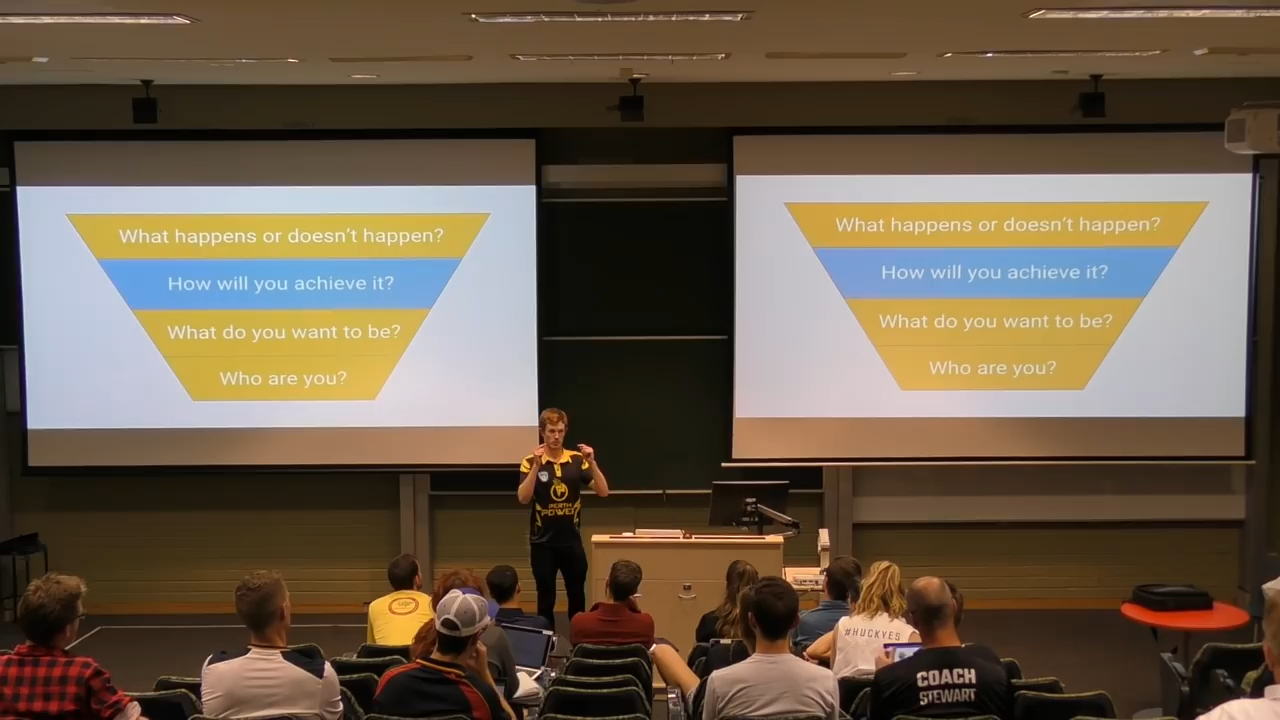 What happens or doesn't happen?
How will you achieve it?
What do you want to be?
Who are you?
What happens or doesn't happen?
How will you achieve it?
What do you want to be?
Who are you?
PERTH
POWER
#HUCKYES
COACH
STEWART